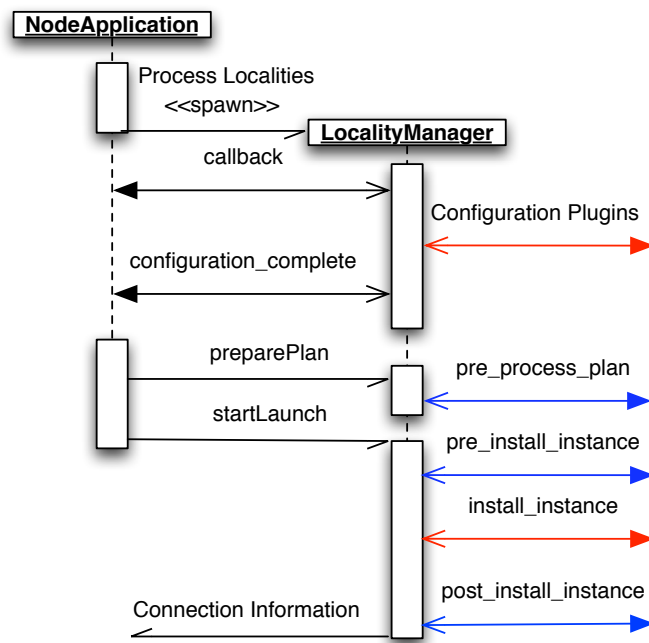 NodeApplication
Process Localities
<<spawn>>
LocalityManager
callback
Configuration Plugins
configuration_complete
preparePlan
pre_process_plan
startLaunch
pre_install_instance
install_instance
post_install_instance
Connection Information